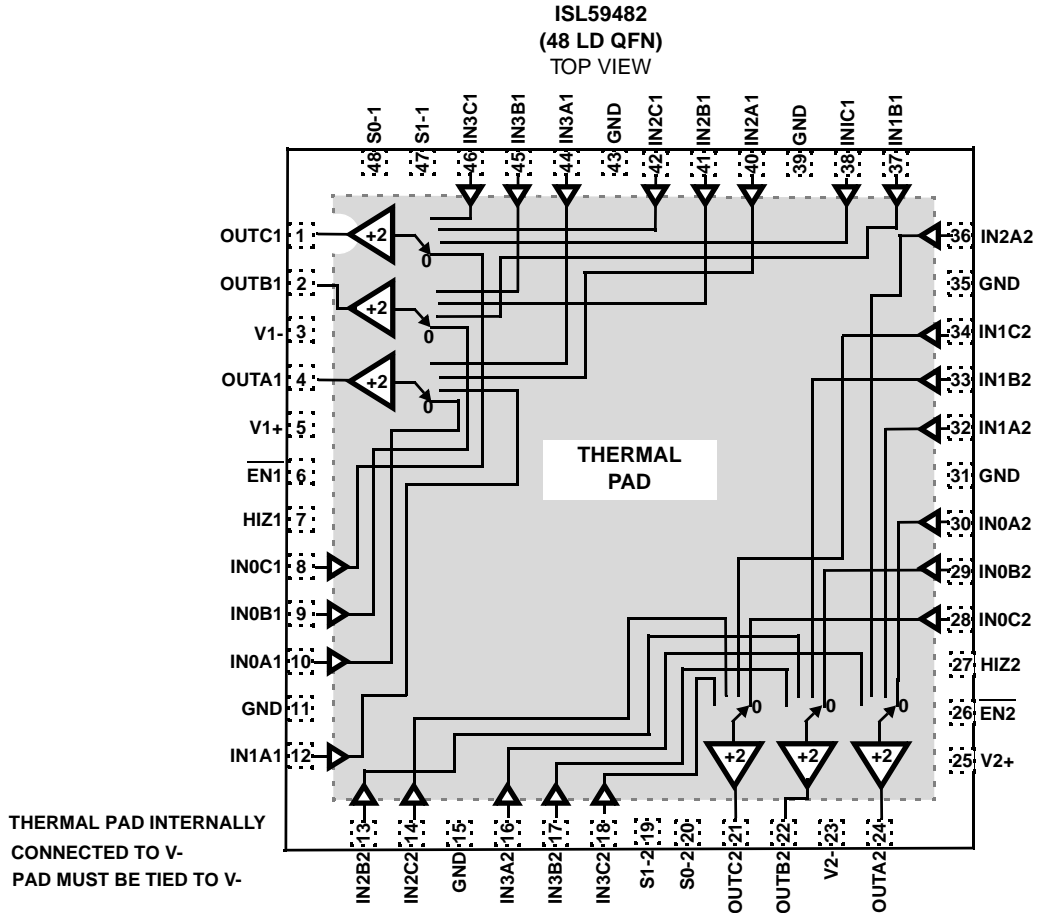 ISL59482
(48 LD QFN)
TOP VIEW
48 S0-1
47 S1-1
46 IN3C1
45 IN3B1
44 IN3A1
43 GND
42 IN2C1
41 IN2B1
40 IN2A1
39 GND
38 INIC1
37 IN1B1
OUTC1 1
OUTB1 2
V1- 3
OUTA1 4
V1+ 5
EN1 6
HIZ1 7
IN0C1 8
IN0B1 9
IN0A1 10
GND 11
IN1A1 12
+2
0
+2
0
+2
0
THERMAL
PAD
36 IN2A2
35 GND
34 IN1C2
33 IN1B2
32 IN1A2
31 GND
30 IN0A2
29 IN0B2
28 IN0C2
27 HIZ2
26 EN2
25 V2+
0
0
0
+2
+2
+2
IN2B2 13
IN2C2 14
GND 15
IN3A2 16
IN3B2 17
IN3C2 18
S1-2 19
S0-2 20
OUTC2 21
OUTB2 22
V2- 23
OUTA2 24
THERMAL PAD INTERNALLY
CONNECTED TO V-
PAD MUST BE TIED TO V-